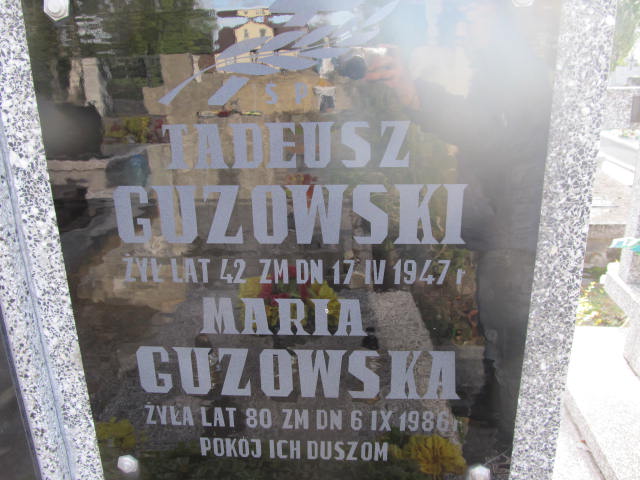 Ś P
TADEUSZ
GUZOWSKI
ŻYŁ LAT 42 ZM DN 17 IV 1947 r
MARIA
GUZOWSKA
ŻYŁA LAT 80 ZM DN 6 IX 1986 r
POKÓJ ICH DUSZOM